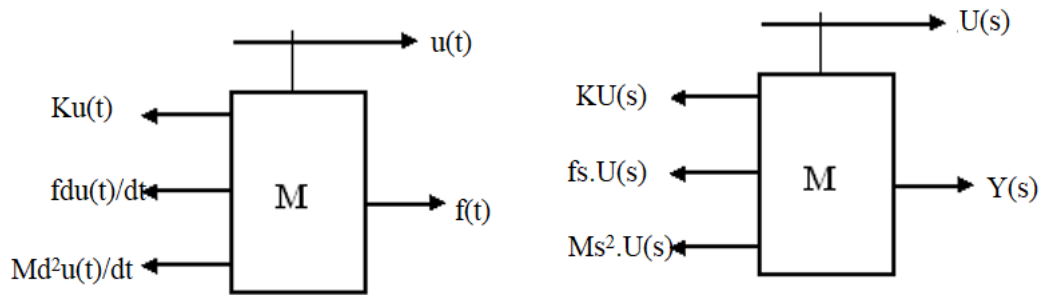 u(t)
Ku(t)
fdu(t)/dt
M
f(t)
Md²u(t)/dt
U(s)
KU(s)
fs.U(s)
M
Y(s)
Ms².U(s)